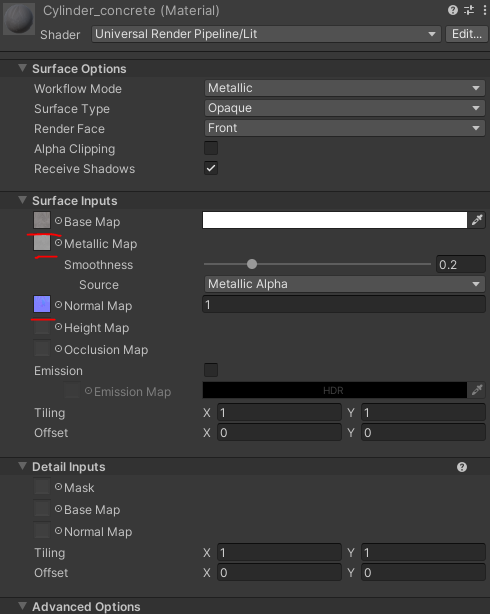 Cylinder_concrete (Material)
Shader Universal Render Pipeline/Lit Edit...
Surface Options
Workflow Mode Metallic
Surface Type Opaque
Render Face Front
Alpha Clipping
Receive Shadows
Surface Inputs
Base Map
Metallic Map
Smoothness 0.2
Source Metallic Alpha
Normal Map 1
Height Map
Occlusion Map
Emission
Emission Map HDR
Tiling X 1 Y 1
Offset X 0 Y 0
Detail Inputs
Mask
Base Map
Normal Map
Tiling X 1 Y 1
Offset X 0 Y 0
Advanced Options